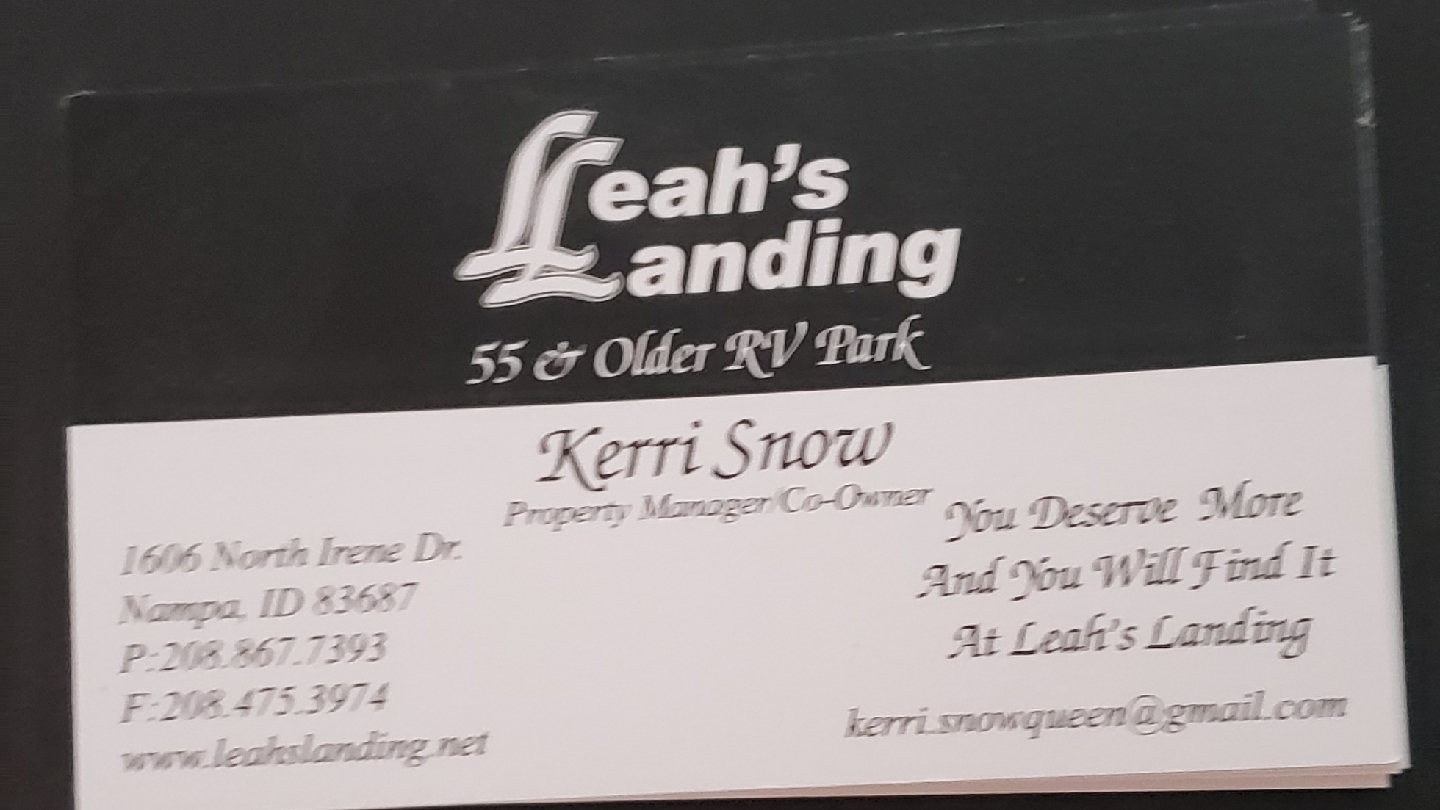 Leah's
Landing
55 & Older RV Park
Kerri Snow
Property Manager/Co-Owner
1606 North Irene Dr.
Nampa, ID 83687
P:208.867.7393
F:208.475.3974
www.leahslanding.net
You Deserve More
And You Will Find It
At Leah's Landing
kerri.snowqueen@gmail.com